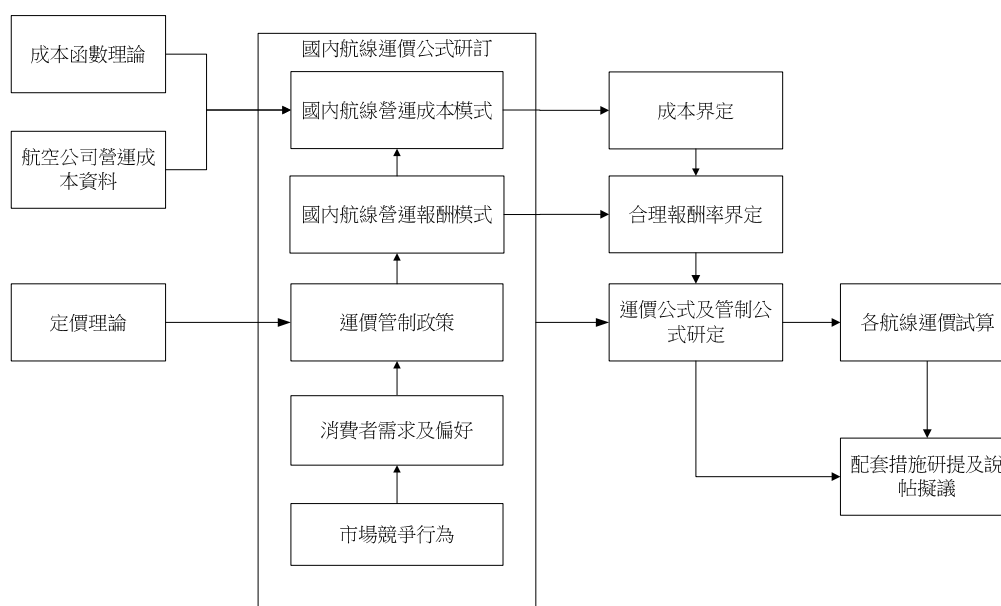 成本函數理論
航空公司營運成
本資料
定價理論
國內航線運價公式研訂
國內航線營運成本模式
國內航線營運報酬模式
運價管制政策
消費者需求及偏好
市場競爭行為
成本界定
合理報酬率界定
運價公式及管制公
式研定
各航線運價試算
配套措施研提及說
帖擬議